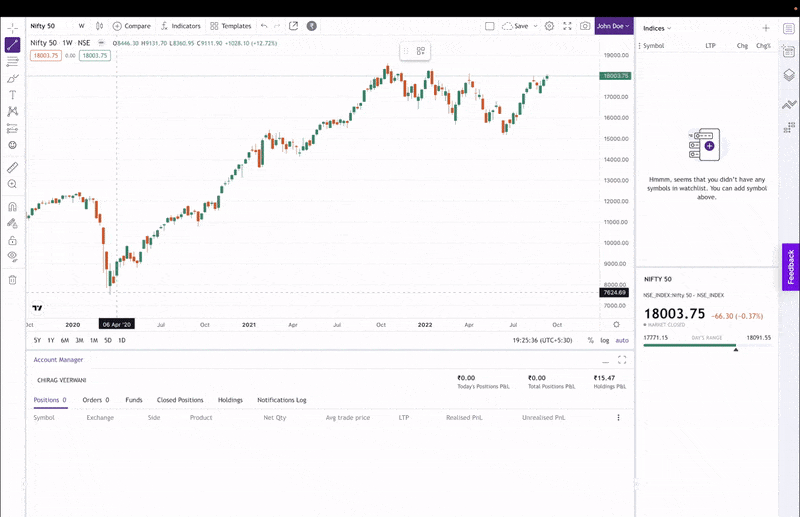 Nifty 50 W Compare Indicators Templates Save John Doe
Nifty 50 · 1W · NSE O8446.30 H9131.70 L8360.95 C9111.90 +1028.10 (+12.72%)
18003.75 0.00 18003.75
19000.00
18003.75
17000.00
16000.00
15000.00
14000.00
13000.00
12000.00
11000.00
10000.00
9000.00
8000.00
7624.69
7000.00
Oct 2020 06 Apr '20 Jul Oct 2021 Apr Jul Oct 2022 Apr Jul Oct
5Y 1Y 6M 3M 1M 5D 1D 19:25:36 (UTC+5:30) % log auto
Account Manager
CHIRAG VEERWANI
₹0.00 ₹0.00 ₹15.47
Today's Positions P&L Total Positions P&L Holdings P&L
Positions 0 Orders 0 Funds Closed Positions Holdings Notifications Log
Symbol Exchange Side Product Net Qty Avg trade price LTP Realised PnL Unrealised PnL
Indices
Symbol LTP Chg Chg%
Hmmm, seems that you didn't have any
symbols in watchlist. You can add symbol
above.
Feedback
NIFTY 50
NSE_INDEX:Nifty 50 - NSE_INDEX
18003.75 -66.30 (-0.37%)
MARKET CLOSED
17771.15 DAY'S RANGE 18091.55